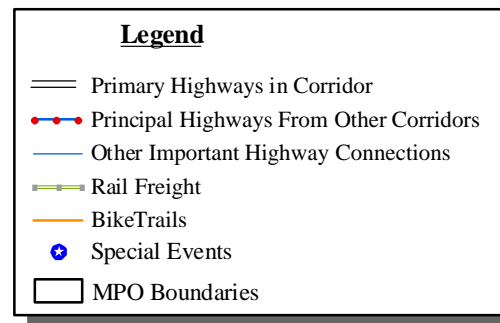 Legend
Primary Highways in Corridor
Principal Highways From Other Corridors
Other Important Highway Connections
Rail Freight
BikeTrails
Special Events
MPO Boundaries